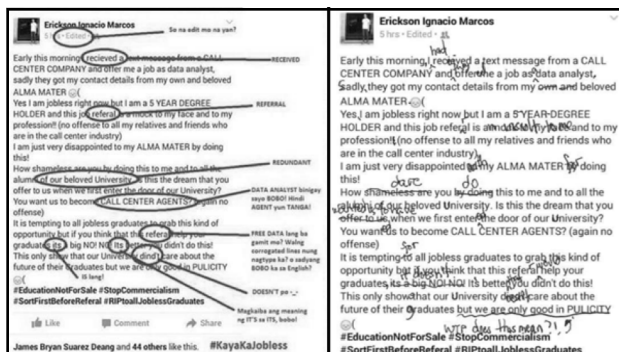 Erickson Ignacio Marcos
5 hrs • Edited •
So na edit mo na yan?
Early this morning, I recieved a text message from a CALL
CENTER COMPANY and offer me a job as data analyst,
sadly they got my contact details from my own and beloved
ALMA MATER
Yes I am jobless right now but I am a 5 YEAR DEGREE
HOLDER and this job referal is a mock to my face and to my
profession!! (no offense to all my relatives and friends who
are in the call center industry)
I am just very disappointed to my ALMA MATER by doing
this!
How shameless are you by doing this to me and to all the
alumni of our beloved University. Is this the dream that you
offer to us when we first enter the door of our University?
You want us to become CALL CENTER AGENTS? (again no
offense)
It is tempting to all jobless graduates to grab this kind of
opportunity but if you think that this referal help your
graduates, its a big NO! NO! Its better you didn't do this!
This only show that our University didn't care about the
future of their graduates but we are only good in PULICITY
#EducationNotForSale #StopCommercialism
#SortFirstBeforeReferal #RIPtoallJoblessGraduates
Like Comment Share
James Bryan Suarez Deang and 44 others like this. #KayaKaJobless
RECEIVED
REFERRAL
REDUNDANT
DATA ANALYST binigay
sayo BOBO! Hindi
AGENT yun TANGA!
FREE DATA lang ba
gamit mo? Walang
corrugated lines nung
nagtype ka? o sadyang
BOBO ka sa English?
IS lang!
DOESN'T pa -_-
Magkaiba ang meaning
ng IT'S sa ITS, bobo!
Erickson Ignacio Marcos
5 hrs • Edited •
had
Early this morning, I received a text message from a CALL
CENTER COMPANY and offer me a job as data analyst,
Sadly, they got my contact details from my own and beloved
ALMA MATER
Yes, I am jobless right now but I am a 5 YEAR-DEGREE
HOLDER and this job referal is a mock to my face and to my
profession!! (no offense to all my relatives and friends who
are in the call center industry).
I am just very disappointed my ALMA MATER for doing
this!
dare do
How shameless are you by doing this to me and to all the
alumni of our beloved University. Is this the dream that you
offer to us when we first enter the door of our University?
You want us to become CALL CENTER AGENTS? (again no
offense)
for
It is tempting to all jobless graduates to grab this kind of
opportunity but if you think that this referal help your
graduates, its a big NO! NO! It's better you didn't do this!
This only show that our University didn't care about the
future of their graduates but we are only good in PULICITY
WTF does this mean?!
#EducationNotForSale #StopCommercialism
#SortFirstBeforeReferal #RIPtoallJoblessGraduates